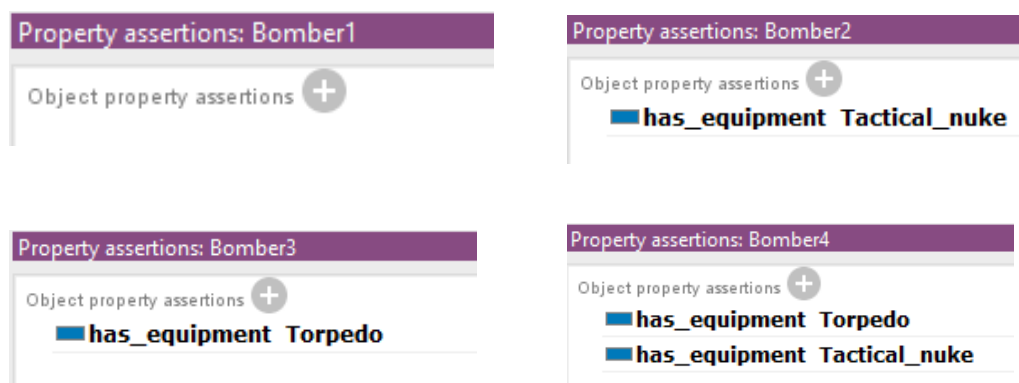 Property assertions: Bomber1
Object property assertions
Property assertions: Bomber2
Object property assertions
has_equipment Tactical_nuke
Property assertions: Bomber3
Object property assertions
has_equipment Torpedo
Property assertions: Bomber4
Object property assertions
has_equipment Torpedo
has_equipment Tactical_nuke